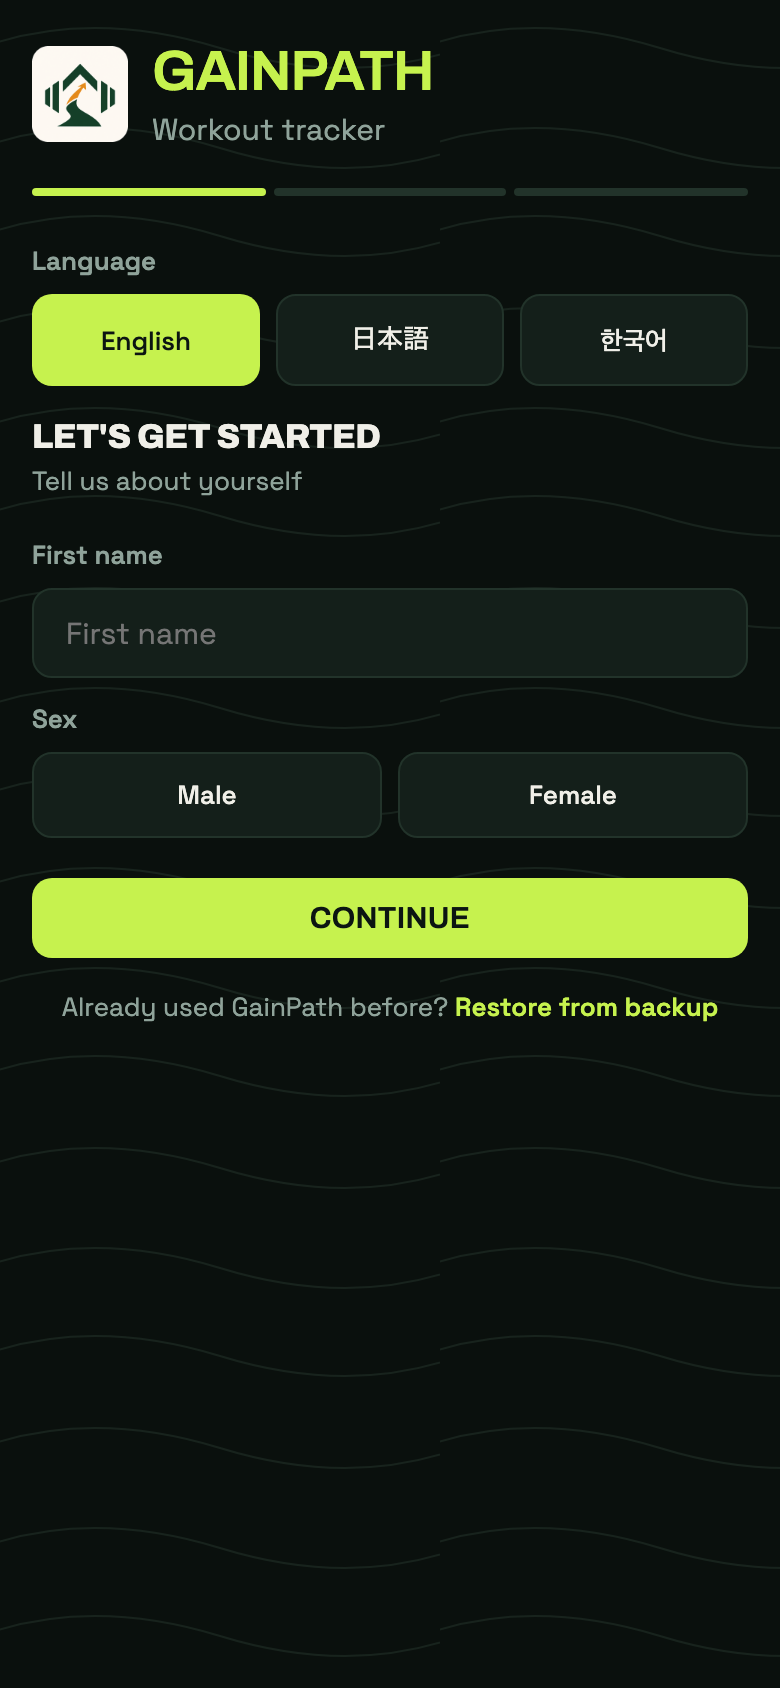 GAINPATH
Workout tracker
Language
English
日本語
한국어
LET'S GET STARTED
Tell us about yourself
First name
First name
Sex
Male
Female
CONTINUE
Already used GainPath before? Restore from backup